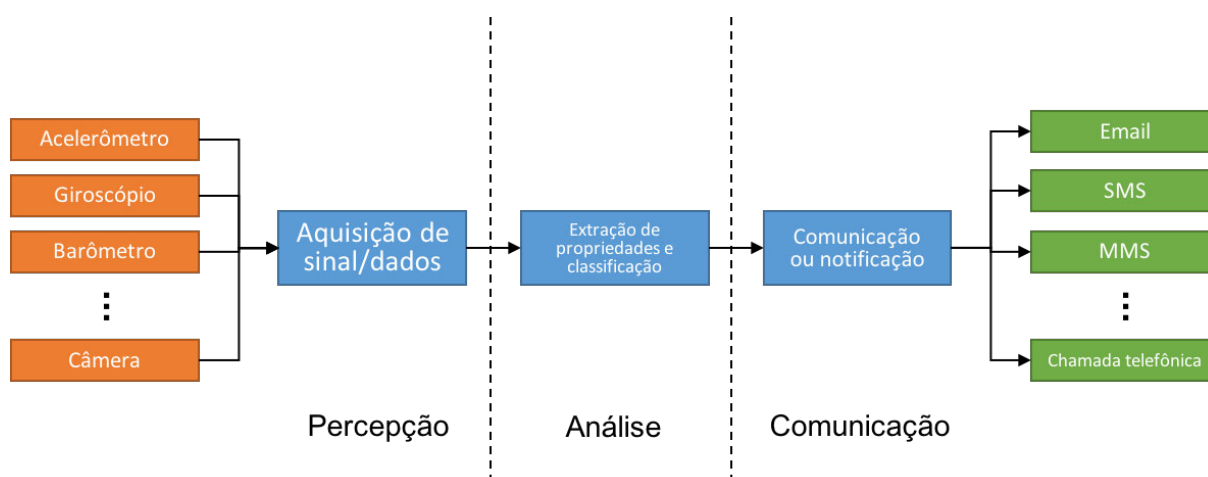 Acelerômetro
Giroscópio
Barômetro
Câmera
Aquisição de
sinal/dados
Percepção
Extração de
propriedades e
classificação
Análise
Comunicação
ou notificação
Comunicação
Email
SMS
MMS
Chamada telefônica